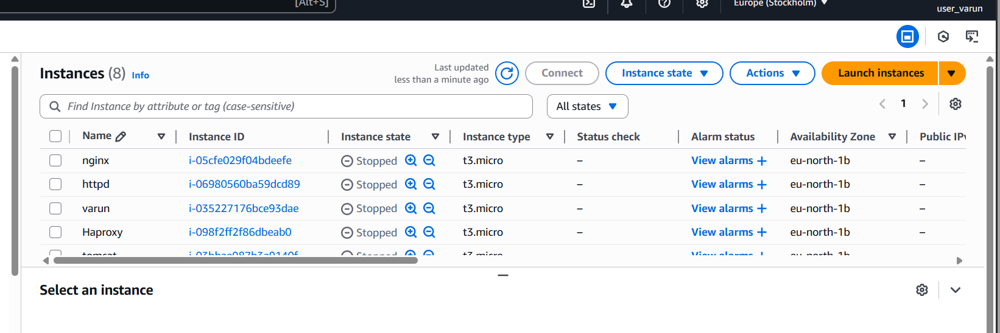 [Alt+S]
Europe (Stockholm)
user_varun
Instances (8) Info
Last updated
less than a minute ago
Connect
Instance state
Actions
Launch instances
Find Instance by attribute or tag (case-sensitive)
All states
1
Name Instance ID Instance state Instance type Status check Alarm status Availability Zone Public IPv
nginx i-05cfe029f04bdeefe Stopped t3.micro – View alarms + eu-north-1b –
httpd i-06980560ba59dcd89 Stopped t3.micro – View alarms + eu-north-1b –
varun i-035227176bce93dae Stopped t3.micro – View alarms + eu-north-1b –
Haproxy i-098f2ff2f86dbeab0 Stopped t3.micro – View alarms + eu-north-1b –
tomcat Stopped t3.micro View alarms + eu-north-1b
Select an instance